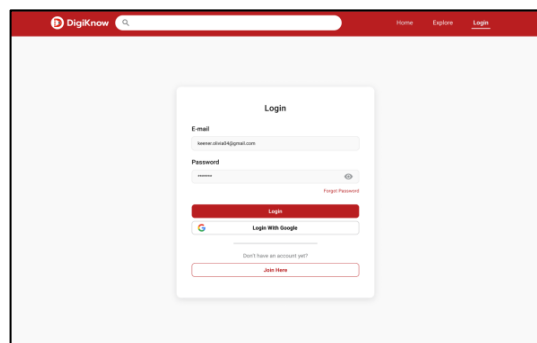 DigiKnow
Home
Explore
Login
Login
E-mail
keener.olivia04@gmail.com
Password
••••••••
Forgot Password
Login
Login With Google
Don't have an account yet?
Join Here